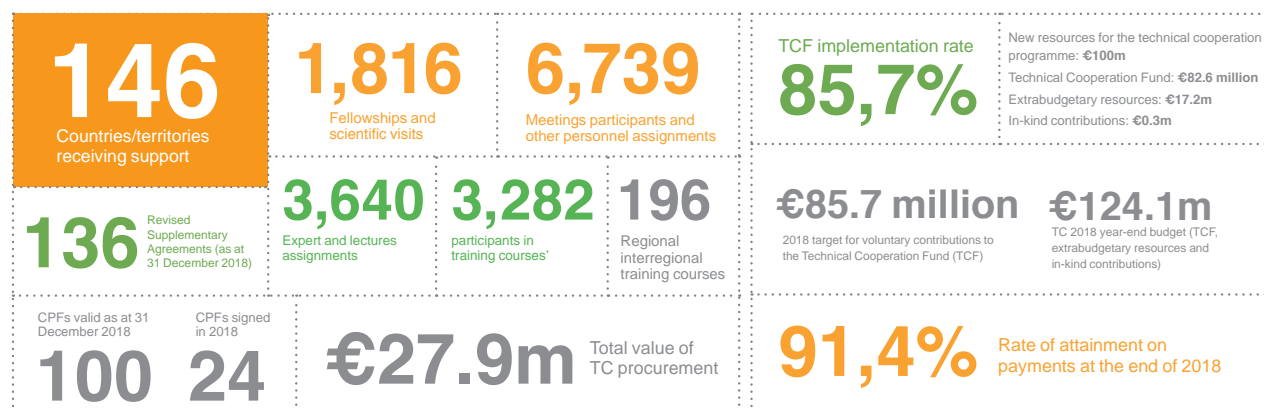 146
Countries/territories
receiving support
1,816
Fellowships and
scientific visits
6,739
Meetings participants and
other personnel assignments
136
Revised
Supplementary
Agreements (as at
31 December 2018)
3,640
Expert and lectures
assignments
3,282
participants in
training courses’
196
Regional
interregional
training courses
CPFs valid as at 31
December 2018
100
CPFs signed
in 2018
24
€27.9m
Total value of
TC procurement
TCF implementation rate
85,7%
New resources for the technical cooperation
programme: €100m
Technical Cooperation Fund: €82.6 million
Extrabudgetary resources: €17.2m
In-kind contributions: €0.3m
€85.7 million
2018 target for voluntary contributions to
the Technical Cooperation Fund (TCF)
€124.1m
TC 2018 year-end budget (TCF,
extrabudgetary resources and
in-kind contributions)
91,4%
Rate of attainment on
payments at the end of 2018